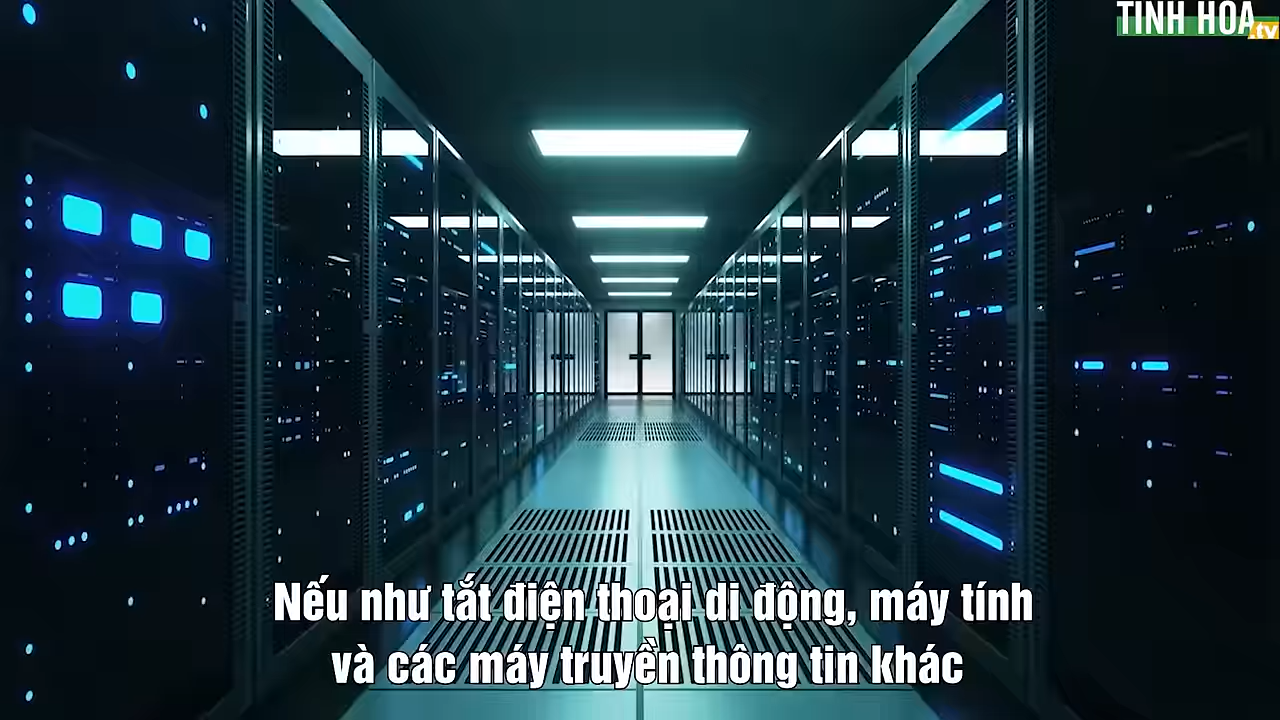 TINH HOA
.tv
Nếu như tắt điện thoại di động, máy tính
và các máy truyền thông tin khác